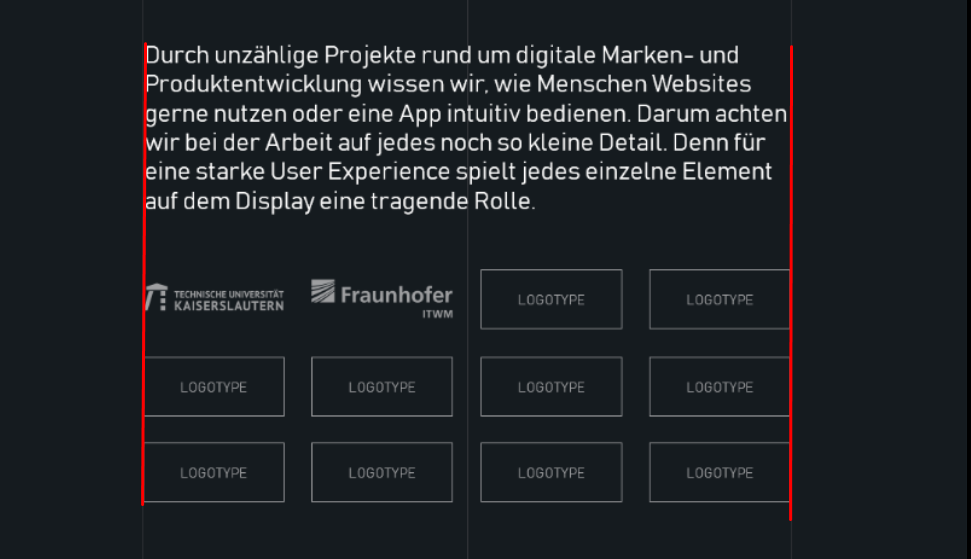 Durch unzählige Projekte rund um digitale Marken- und
Produktentwicklung wissen wir, wie Menschen Websites
gerne nutzen oder eine App intuitiv bedienen. Darum achten
wir bei der Arbeit auf jedes noch so kleine Detail. Denn für
eine starke User Experience spielt jedes einzelne Element
auf dem Display eine tragende Rolle.
TECHNISCHE UNIVERSITÄT
KAISERSLAUTERN
Fraunhofer
ITWM
LOGOTYPE
LOGOTYPE
LOGOTYPE
LOGOTYPE
LOGOTYPE
LOGOTYPE
LOGOTYPE
LOGOTYPE
LOGOTYPE
LOGOTYPE